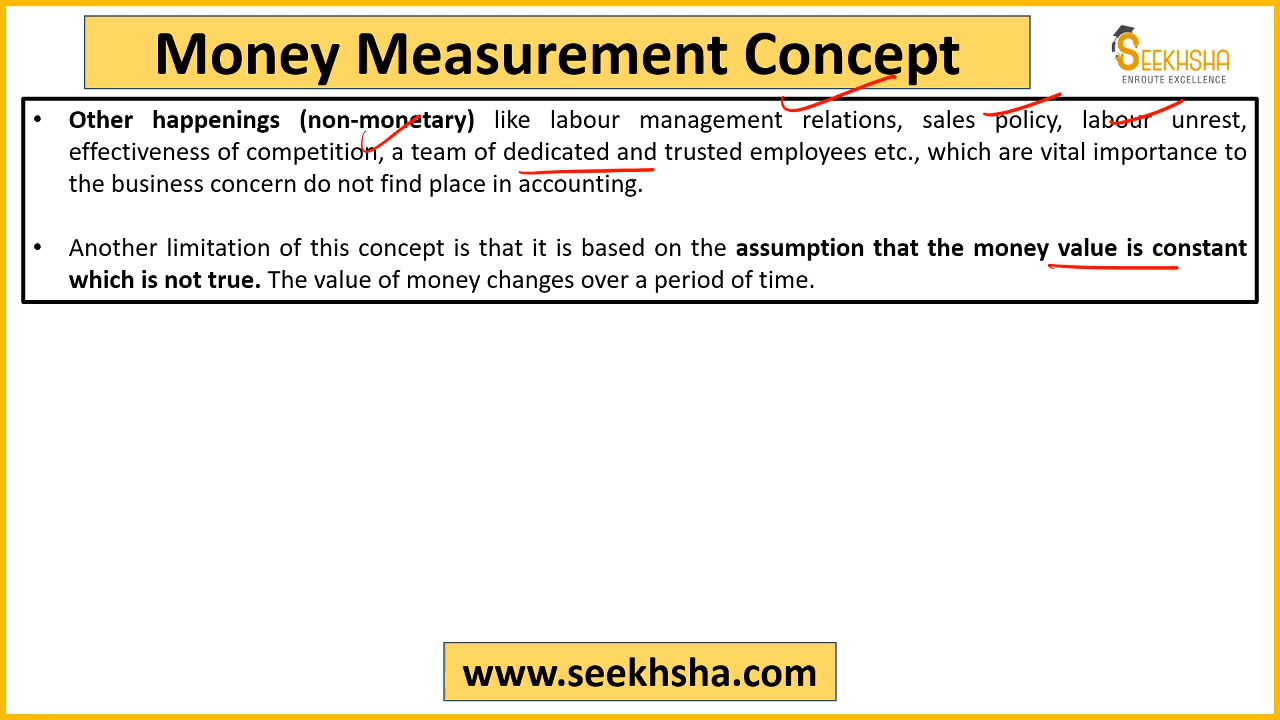 Money Measurement Concept
SEEKHSHA
ENROUTE EXCELLENCE
• Other happenings (non-monetary) like labour management relations, sales policy, labour unrest,
effectiveness of competition, a team of dedicated and trusted employees etc., which are vital importance to
the business concern do not find place in accounting.
• Another limitation of this concept is that it is based on the assumption that the money value is constant
which is not true. The value of money changes over a period of time.
www.seekhsha.com